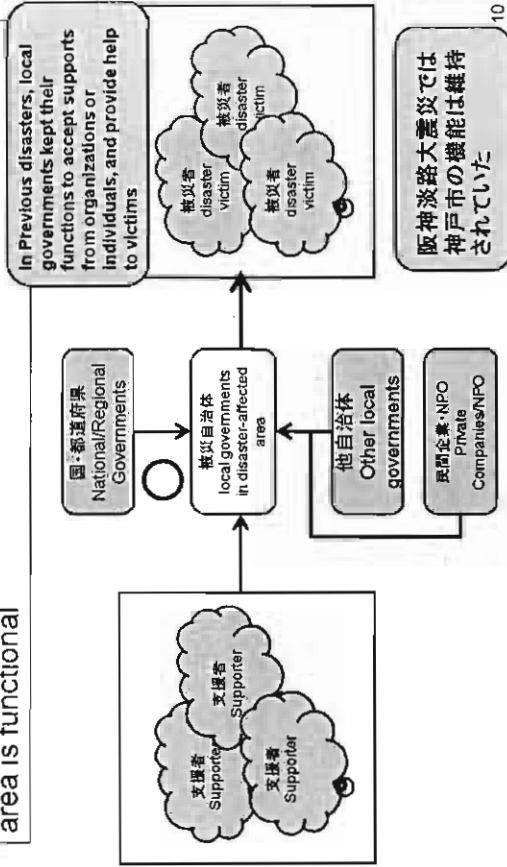 area is functional
In Previous disasters, local
governments kept their
functions to accept supports
from organizations or
individuals, and provide help
to victims
国・都道府県
National/Regional
Governments
支援者
Supporter
支援者
Supporter
支援者
Supporter
被災自治体
local governments
in disaster-affected
area
被災者
disaster
victim
被災者
disaster
victim
被災者
disaster
victim
他自治体
Other local
governments
民間企業・NPO
Private
Companies/NPO
阪神淡路大震災では
神戸市の機能は維持
されていた
10